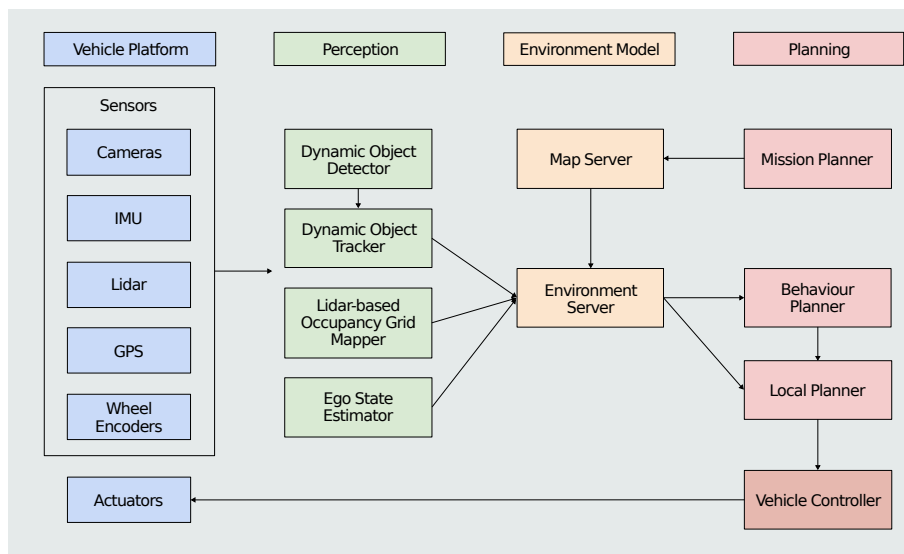 Vehicle Platform
Perception
Environment Model
Planning
Sensors
Cameras
IMU
Lidar
GPS
Wheel
Encoders
Actuators
Dynamic Object
Detector
Dynamic Object
Tracker
Lidar-based
Occupancy Grid
Mapper
Ego State
Estimator
Map Server
Environment
Server
Mission Planner
Behaviour
Planner
Local Planner
Vehicle Controller